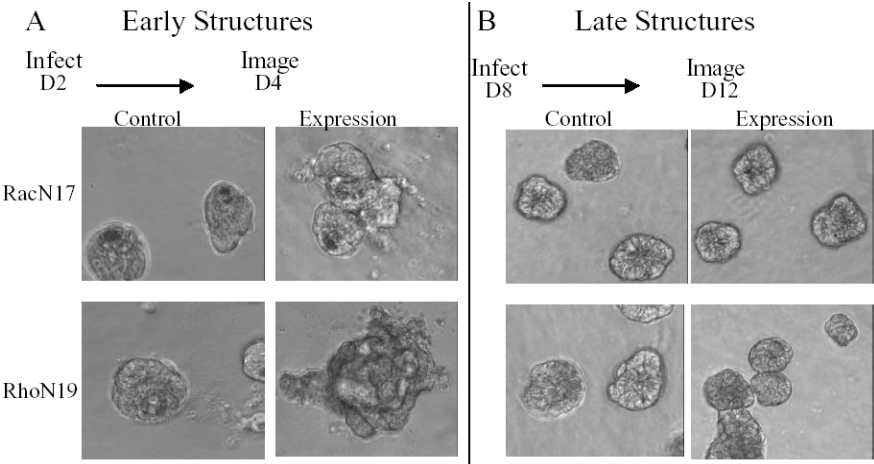 A Early Structures
Infect
D2
Image
D4
Control Expression
RacN17
RhoN19
B Late Structures
Infect
D8
Image
D12
Control Expression